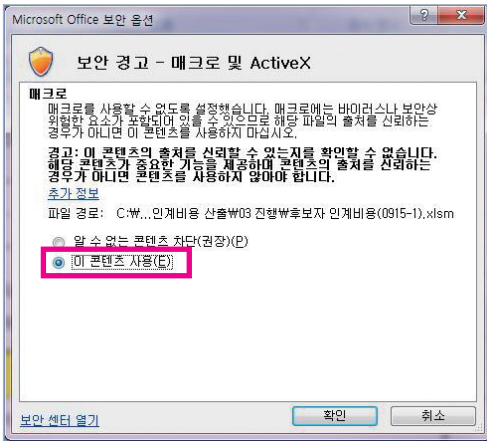 Microsoft Office 보안 옵션
보안 경고 - 매크로 및 ActiveX
매크로
매크로를 사용할 수 없도록 설정했습니다. 매크로에는 바이러스나 보안상
위험한 요소가 포함되어 있을 수 있으므로 해당 파일의 출처를 신뢰하는
경우가 아니면 이 콘텐츠를 사용하지 마십시오.
경고: 이 콘텐츠의 출처를 신뢰할 수 있는지를 확인할 수 없습니다.
해당 콘텐츠가 중요한 기능을 제공하며 콘텐츠의 출처를 신뢰하는
경우가 아니면 콘텐츠를 사용하지 않아야 합니다.
추가 정보
파일 경로: C:₩...인계비용 산출₩03 진행₩후보자 인계비용(0915-1).xlsm
알 수 없는 콘텐츠 차단(권장)(P)
이 콘텐츠 사용(E)
보안 센터 열기
확인
취소